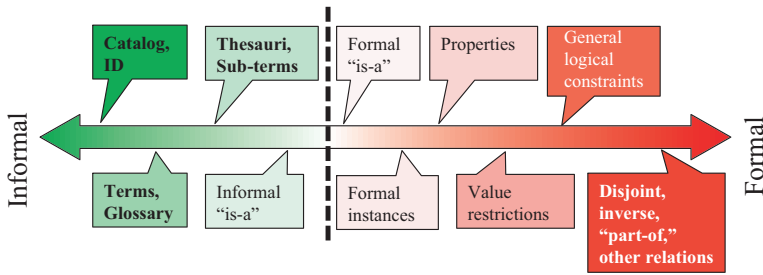 Catalog,
ID
Thesauri,
Sub-terms
Formal
“is-a”
Properties
General
logical
constraints
Informal
Formal
Terms,
Glossary
Informal
“is-a”
Formal
instances
Value
restrictions
Disjoint,
inverse,
“part-of,”
other relations